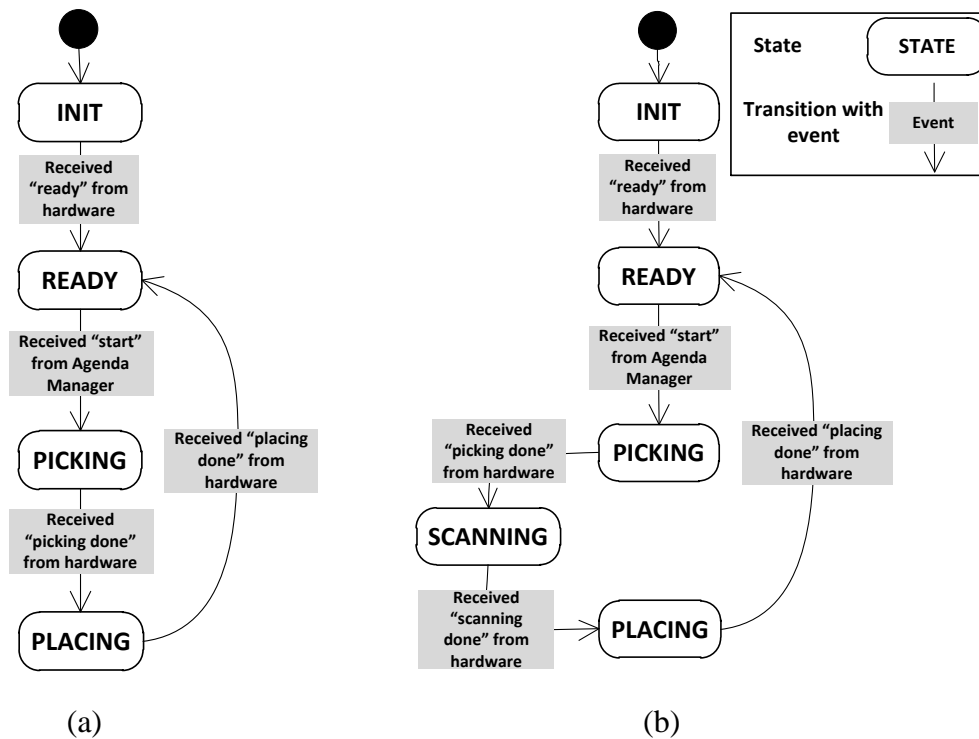 INIT
Received
“ready” from
hardware
READY
Received “start”
from Agenda
Manager
PICKING
Received “placing
done” from
hardware
Received
“picking done”
from hardware
PLACING
(a)
INIT
Received
“ready” from
hardware
READY
Received “start”
from Agenda
Manager
Received
“picking done”
from hardware
PICKING
Received “placing
done” from
hardware
SCANNING
Received
“scanning
done” from
hardware
PLACING
(b)
State
STATE
Transition with
event
Event